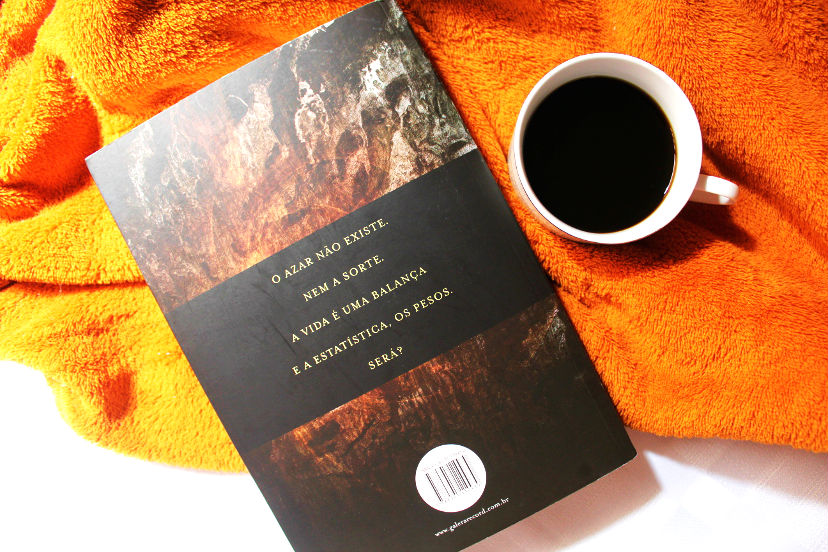 O AZAR NÃO EXISTE.
NEM A SORTE.
A VIDA É UMA BALANÇA
E A ESTATÍSTICA, OS PESOS.
SERÁ?
www.galerarecord.com.br